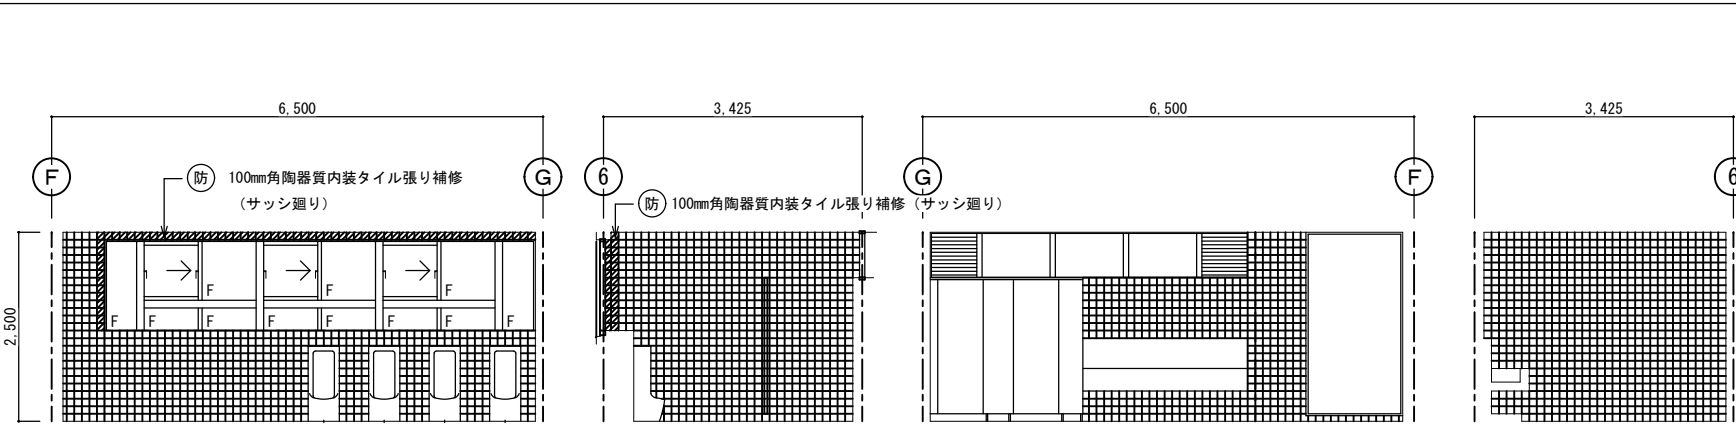 6,500
3,425
6,500
3,425
F
防 100mm角陶器質内装タイル張り補修
(サッシ廻り)
G
6
防 100mm角陶器質内装タイル張り補修(サッシ廻り)
G
F
6
2,500
F F F
F F F F F F F